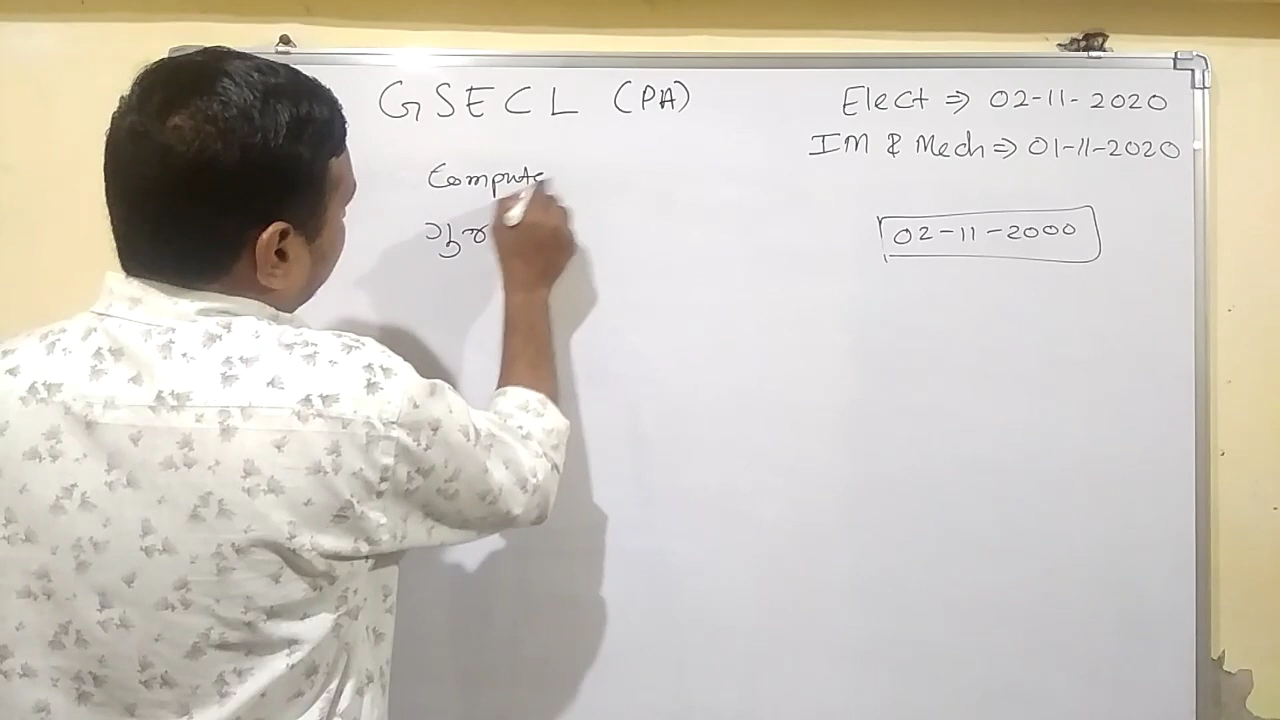 GSECL (PA)
Elect ⇒ 02-11-2020
IM & Mech ⇒ 01-11-2020
Compute
02-11-2000